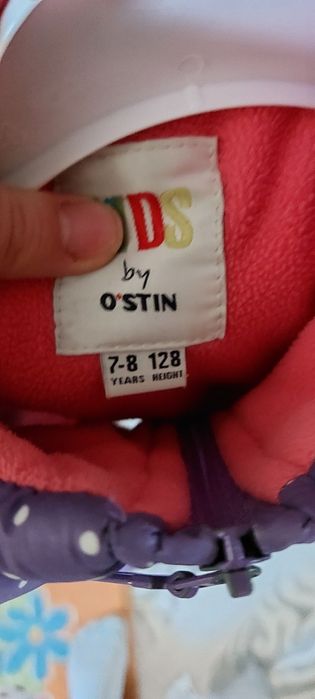 DS
by
O'STIN
7-8 128
YEARS HEIGHT